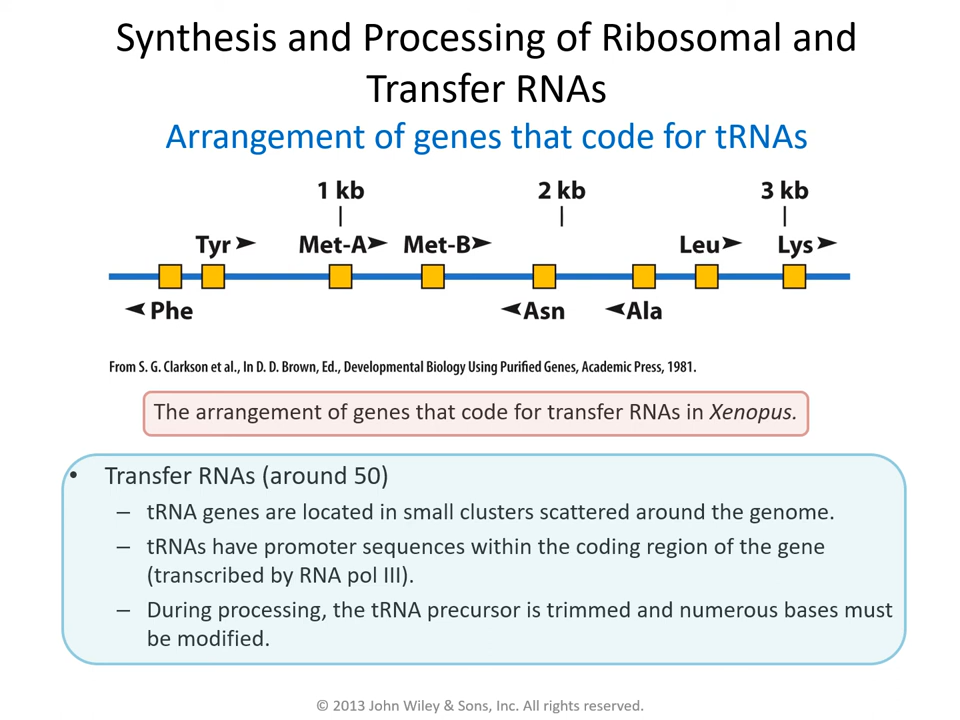 Synthesis and Processing of Ribosomal and
Transfer RNAs
Arrangement of genes that code for tRNAs
1 kb 2 kb 3 kb
Tyr Met-A Met-B Leu Lys
Phe Asn Ala
From S. G. Clarkson et al., In D. D. Brown, Ed., Developmental Biology Using Purified Genes, Academic Press, 1981.
The arrangement of genes that code for transfer RNAs in Xenopus.
• Transfer RNAs (around 50)
– tRNA genes are located in small clusters scattered around the genome.
– tRNAs have promoter sequences within the coding region of the gene
(transcribed by RNA pol III).
– During processing, the tRNA precursor is trimmed and numerous bases must
be modified.
© 2013 John Wiley & Sons, Inc. All rights reserved.